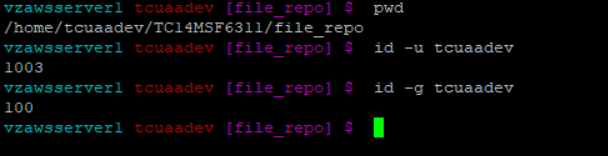 vzawsserver1 tcuaadev [file_repo] $ pwd
/home/tcuaadev/TC14MSF6311/file_repo
vzawsserver1 tcuaadev [file_repo] $ id -u tcuaadev
1003
vzawsserver1 tcuaadev [file_repo] $ id -g tcuaadev
100
vzawsserver1 tcuaadev [file_repo] $